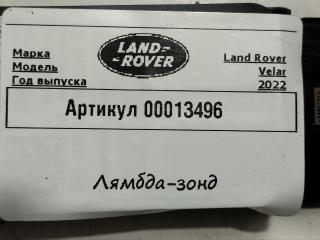 LAND-
-ROVER
Марка Land Rover
Модель Velar
Год выпуска 2022
Артикул 00013496
Лямбда-зонд